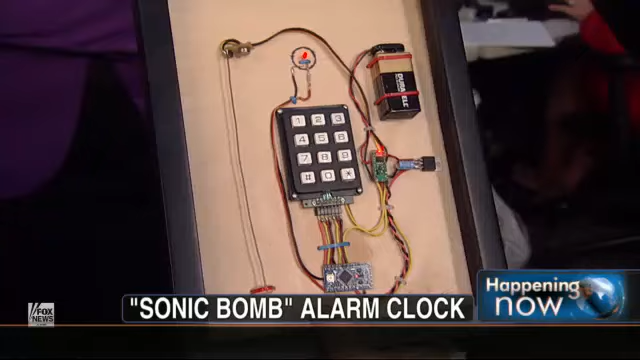 DURACELL
1 2 3
4 5 6
7 8 9
# 0 *
"SONIC BOMB" ALARM CLOCK
Happening
now
FOX
NEWS